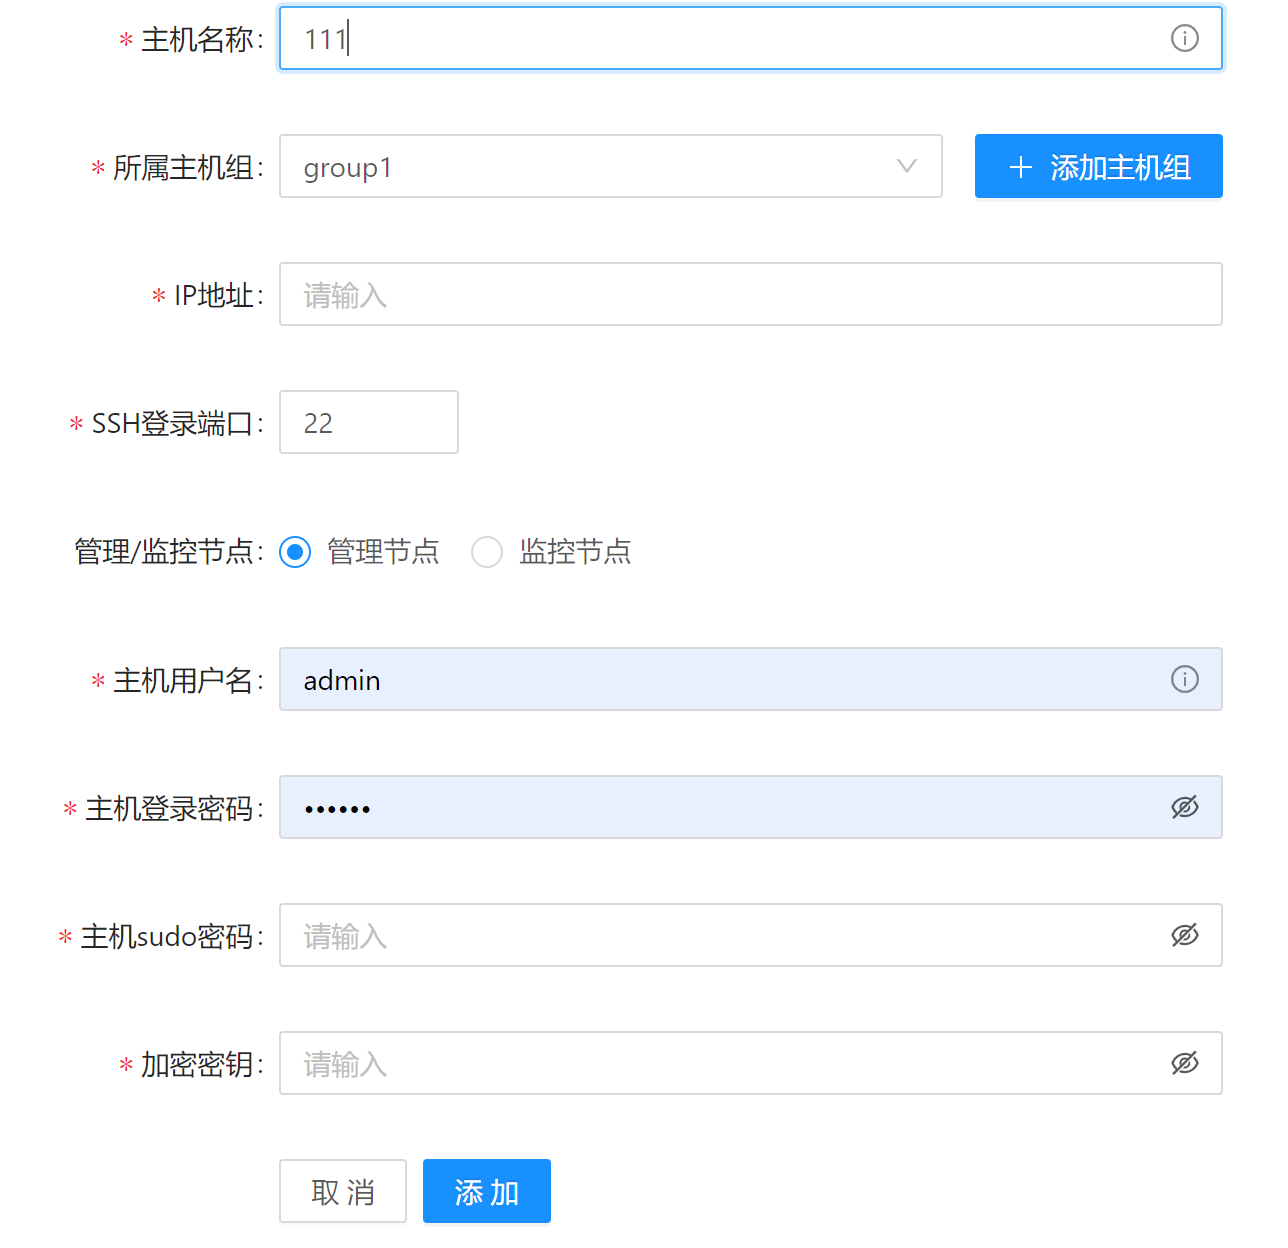 * 主机名称: 111
* 所属主机组: group1 添加主机组
* IP地址: 请输入
* SSH登录端口: 22
管理/监控节点: 管理节点 监控节点
* 主机用户名: admin
* 主机登录密码: ••••••
* 主机sudo密码: 请输入
* 加密密钥: 请输入
取 消 添 加